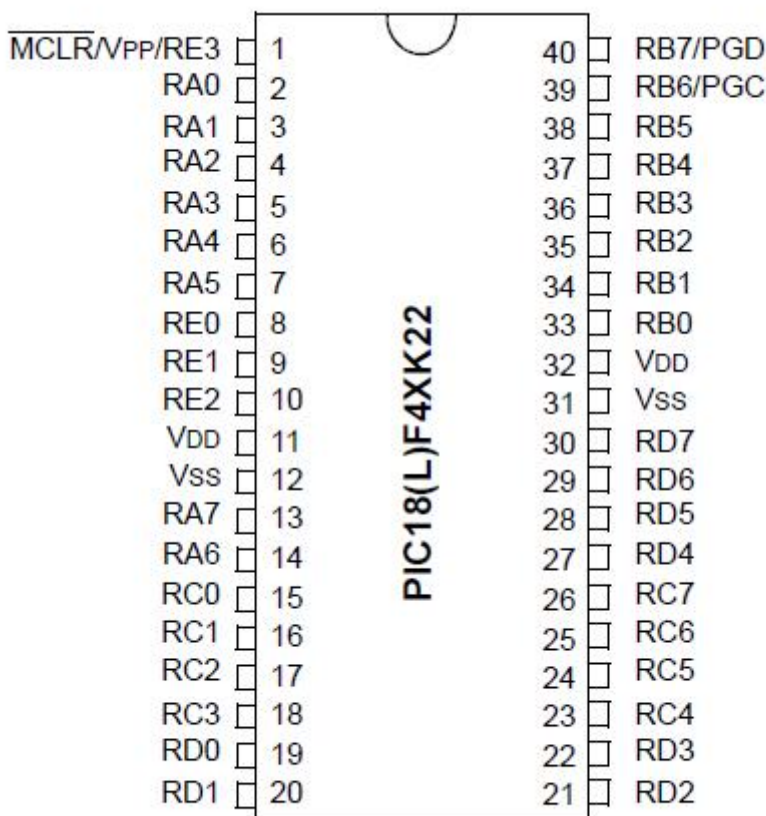 MCLR/VPP/RE3 1 40 RB7/PGD
RA0 2 39 RB6/PGC
RA1 3 38 RB5
RA2 4 37 RB4
RA3 5 36 RB3
RA4 6 35 RB2
RA5 7 34 RB1
RE0 8 33 RB0
RE1 9 32 VDD
RE2 10 31 VSS
VDD 11 30 RD7
VSS 12 29 RD6
RA7 13 28 RD5
RA6 14 27 RD4
RC0 15 26 RC7
RC1 16 25 RC6
RC2 17 24 RC5
RC3 18 23 RC4
RD0 19 22 RD3
RD1 20 21 RD2
PIC18(L)F4XK22